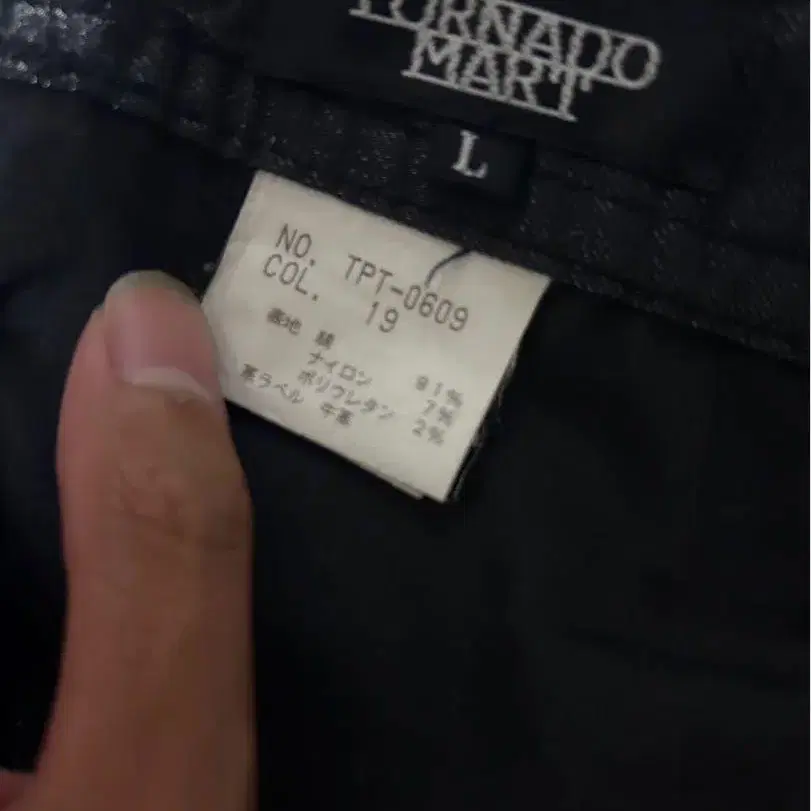 TORNADO
MART
L
NO. TPT-0609
COL. 19
表地 綿 91%
ナイロン 7%
ポリウレタン 2%
革ラベル 牛革